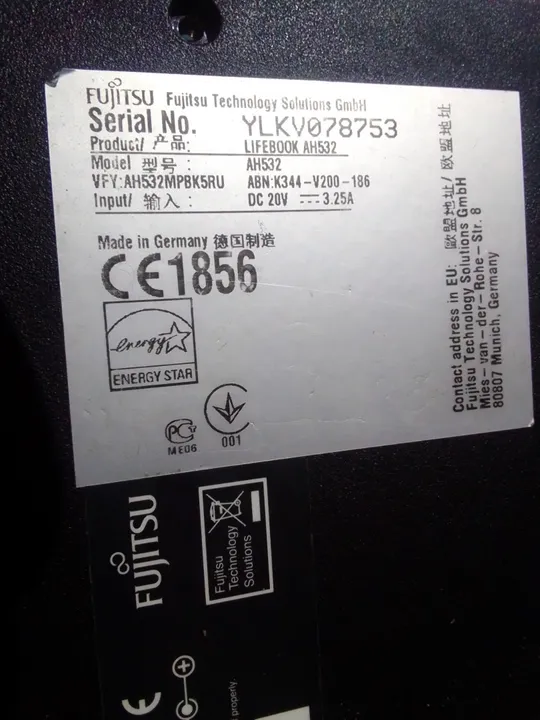 FUJITSU Fujitsu Technology Solutions GmbH
Serial No. YLKV078753
Product/ 产品: LIFEBOOK AH532
Model 型号: AH532
VFY:AH532MPBK5RU ABN:K344-V200-186
Input/ 输入: DC 20V 3.25A
Made in Germany 德国制造
CE1856
energy
ENERGY STAR
PC
ME06
001
Contact address in EU: 欧盟地址/ 欧盟地址
Fujitsu Technology Solutions GmbH
Mies-van-der-Rohe-Str. 8
80807 Munich, Germany
FUJITSU
Fujitsu
Technology
Solutions
CE
properly.